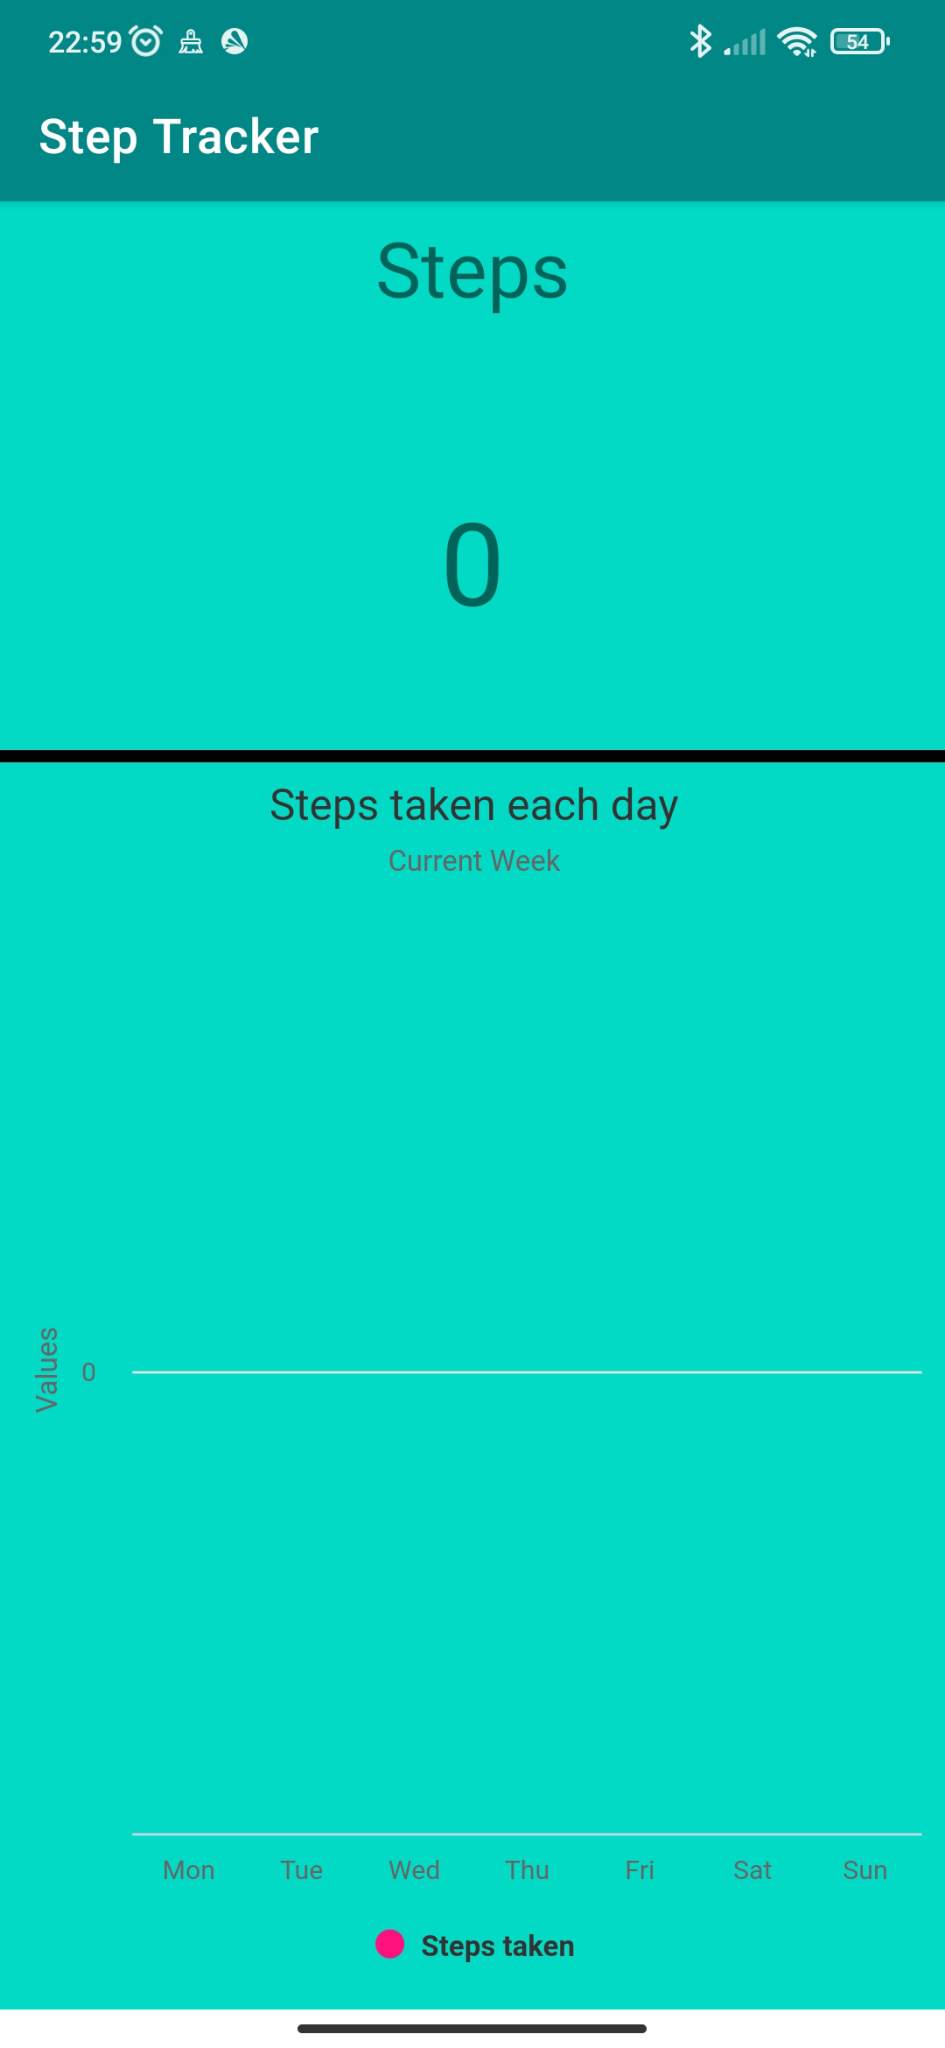 22:59 54
Step Tracker
Steps
0
Steps taken each day
Current Week
Values
0
Mon Tue Wed Thu Fri Sat Sun
Steps taken